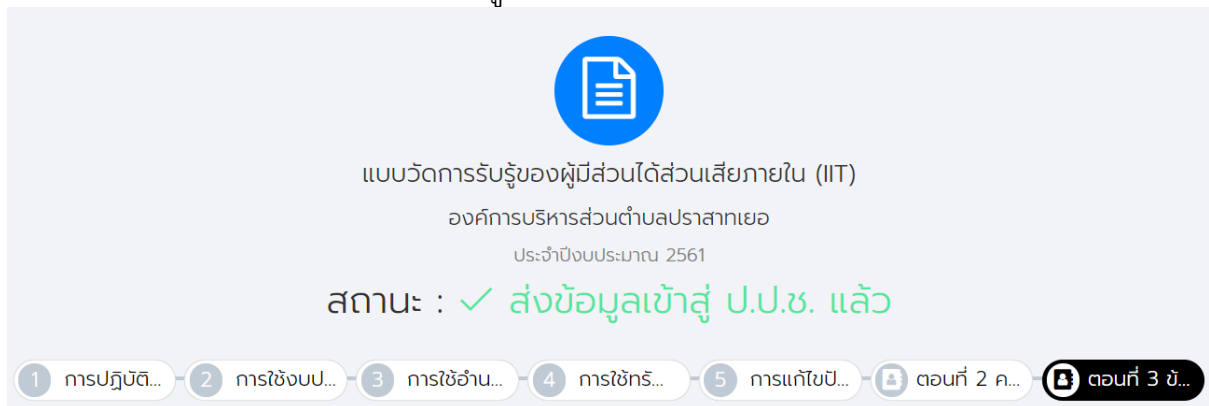 แบบวัดการรับรู้ของผู้มีส่วนได้ส่วนเสียภายใน (IIT)
องค์การบริหารส่วนตำบลปราสาทเยอ
ประจำปีงบประมาณ 2561
สถานะ : ✓ ส่งข้อมูลเข้าสู่ ป.ป.ช. แล้ว
1 การปฏิบัติ... 2 การใช้งบป... 3 การใช้อำน... 4 การใช้ทรั... 5 การแก้ไขปั... ตอนที่ 2 ค... ตอนที่ 3 ข้...